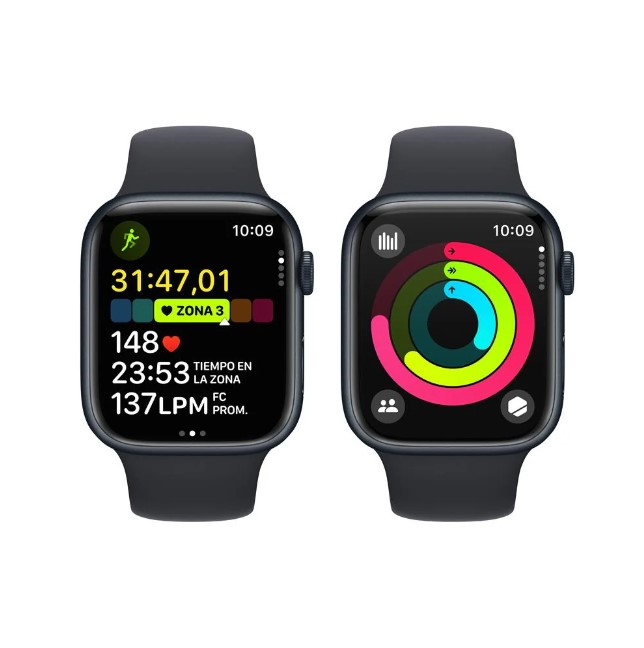 10:09
31:47,01
ZONA 3
148
23:53 TIEMPO EN
LA ZONA
137LPM FC
PROM.
10:09